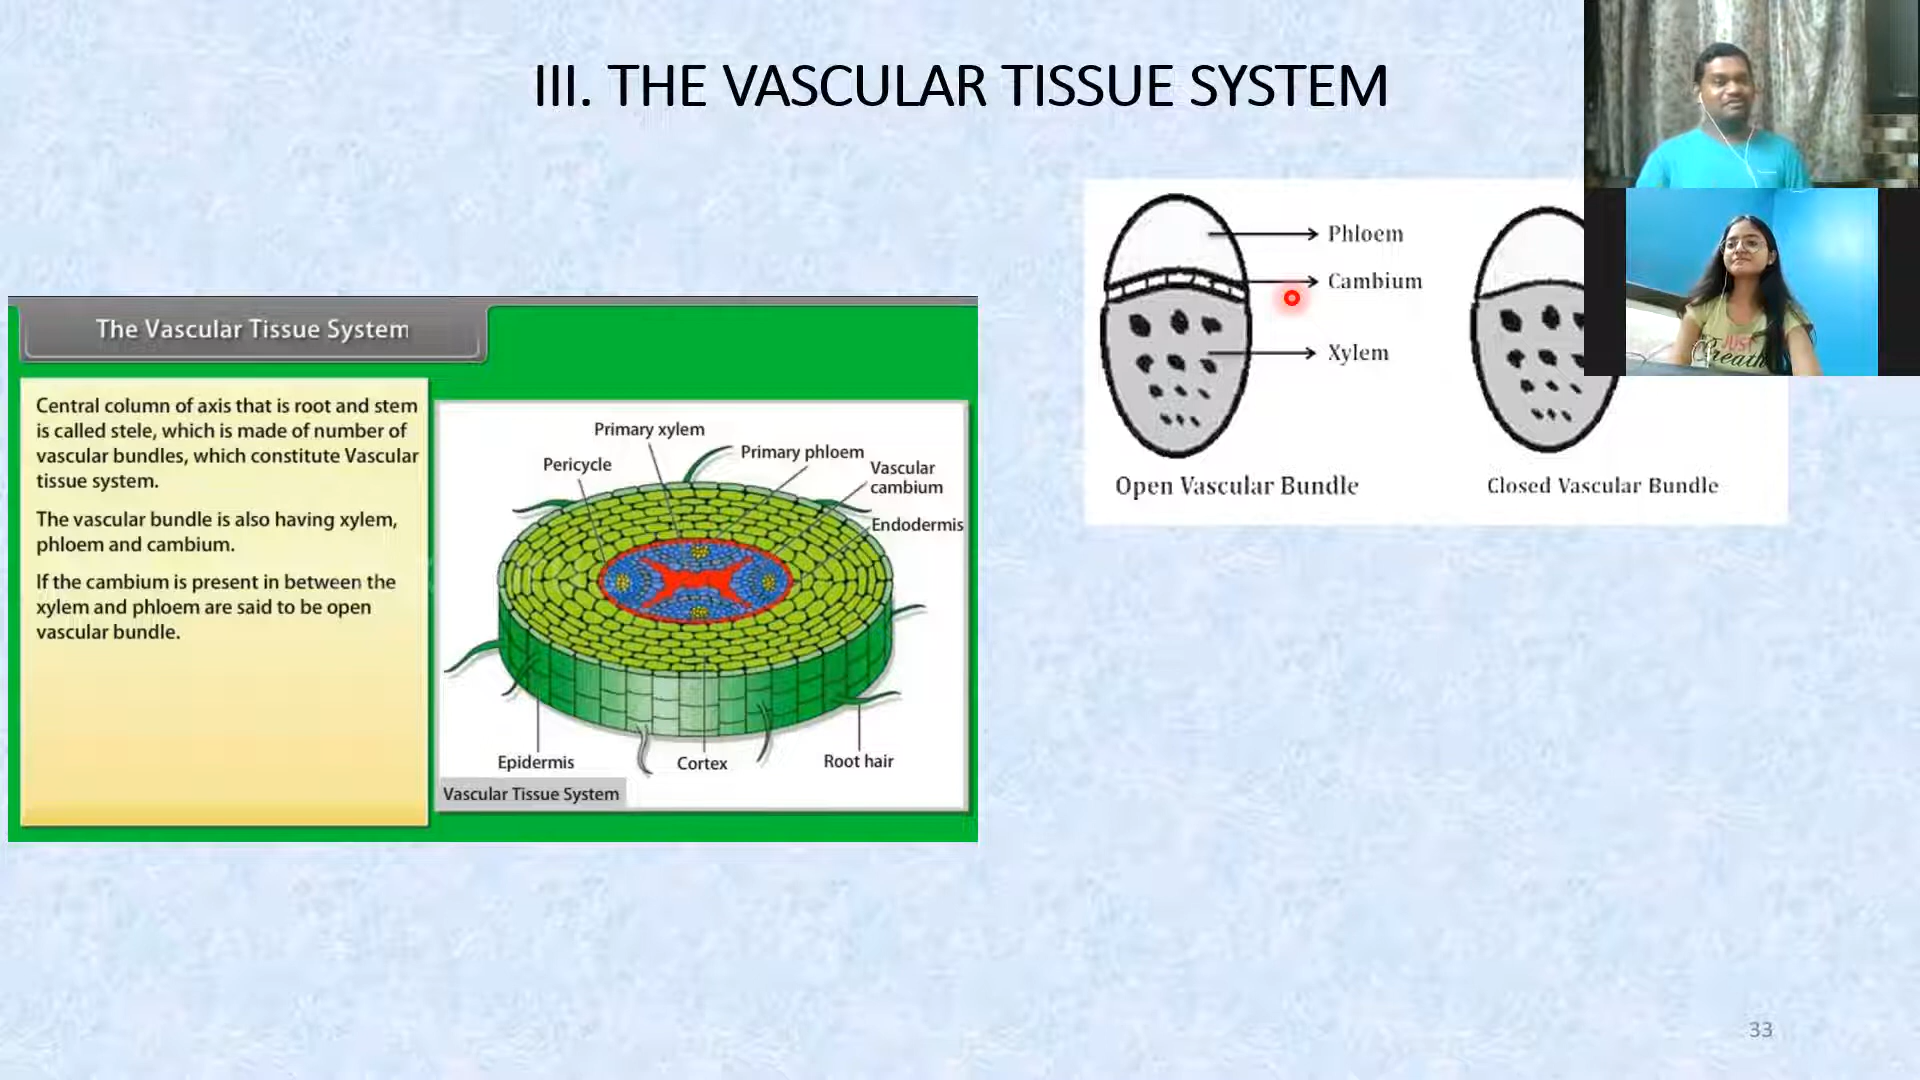 III. THE VASCULAR TISSUE SYSTEM
The Vascular Tissue System
Central column of axis that is root and stem
is called stele, which is made of number of
vascular bundles, which constitute Vascular
tissue system.
The vascular bundle is also having xylem,
phloem and cambium.
If the cambium is present in between the
xylem and phloem are said to be open
vascular bundle.
Primary xylem
Primary phloem
Pericycle
Vascular
cambium
Endodermis
Epidermis
Cortex
Root hair
Vascular Tissue System
Phloem
Cambium
Xylem
Open Vascular Bundle
Closed Vascular Bundle
JUST
Breath
33